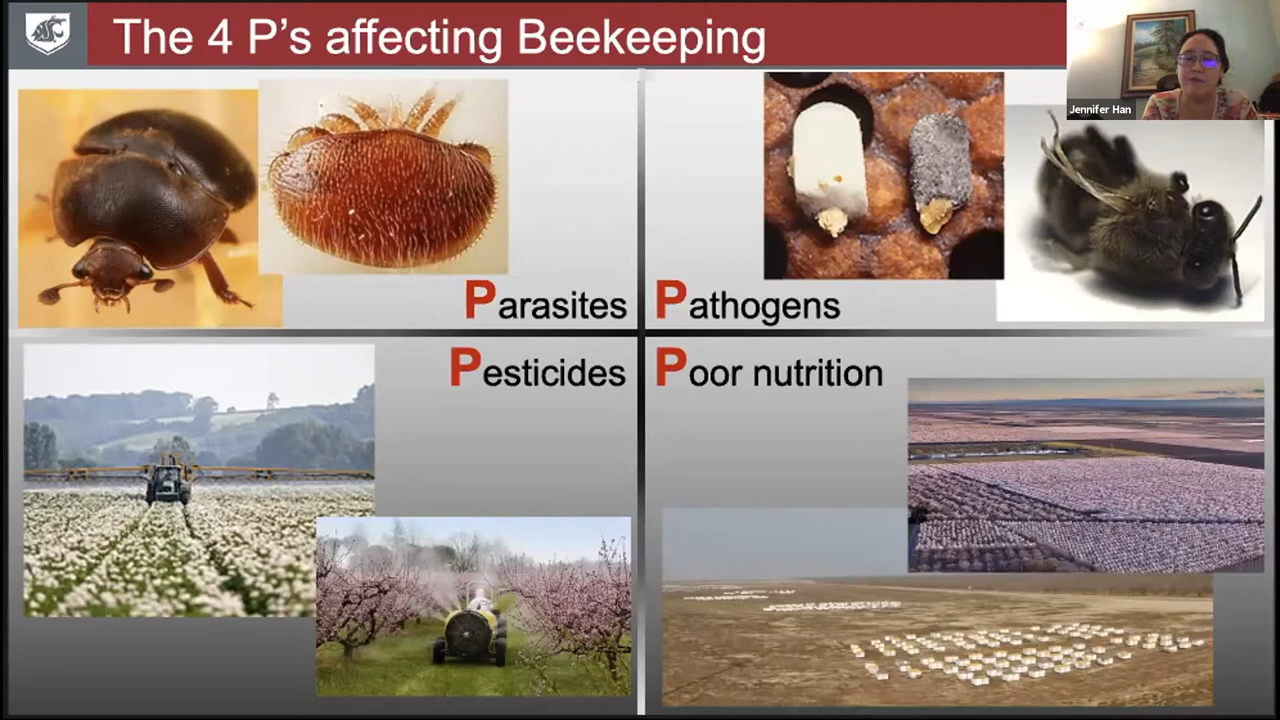 The 4 P's affecting Beekeeping
Jennifer Han
Parasites
Pathogens
Pesticides
Poor nutrition